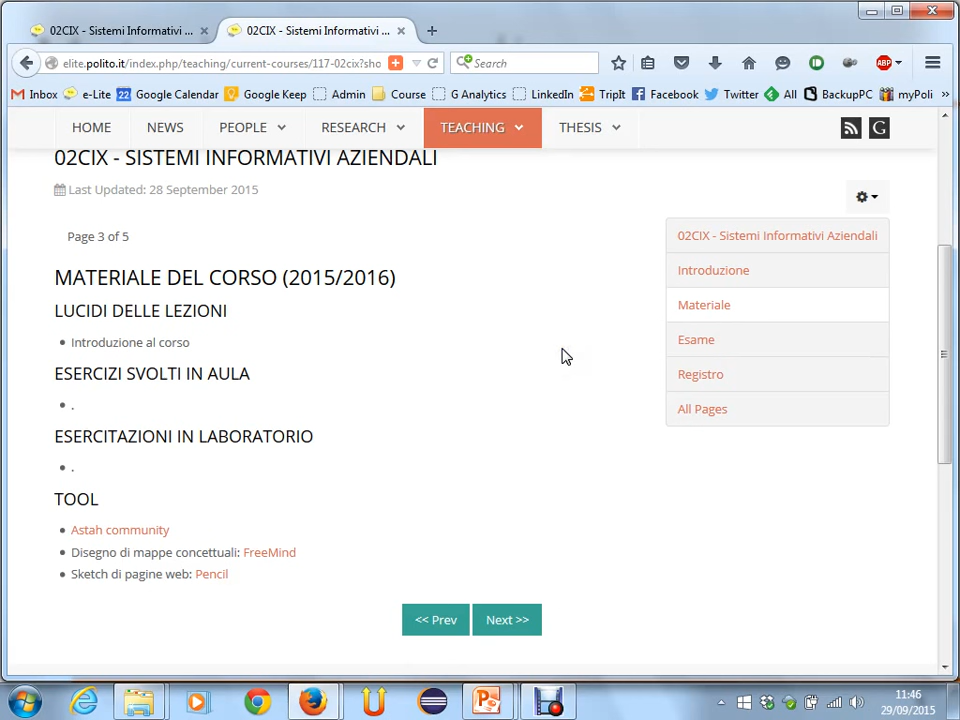 02CIX - Sistemi Informativi ...
02CIX - Sistemi Informativi ...
elite.polito.it/index.php/teaching/current-courses/117-02cix?sho
Search
ABP
Inbox
e-Lite
22 Google Calendar
Google Keep
Admin
Course
G Analytics
LinkedIn
TripIt
Facebook
Twitter
All
BackupPC
myPoli
»
HOME
NEWS
PEOPLE
RESEARCH
TEACHING
THESIS
G
02CIX - SISTEMI INFORMATIVI AZIENDALI
Last Updated: 28 September 2015
Page 3 of 5
02CIX - Sistemi Informativi Aziendali
Introduzione
Materiale
Esame
Registro
All Pages
MATERIALE DEL CORSO (2015/2016)
LUCIDI DELLE LEZIONI
• Introduzione al corso
ESERCIZI SVOLTI IN AULA
• .
ESERCITAZIONI IN LABORATORIO
• .
TOOL
• Astah community
• Disegno di mappe concettuali: FreeMind
• Sketch di pagine web: Pencil
<< Prev
Next >>
11:46
29/09/2015